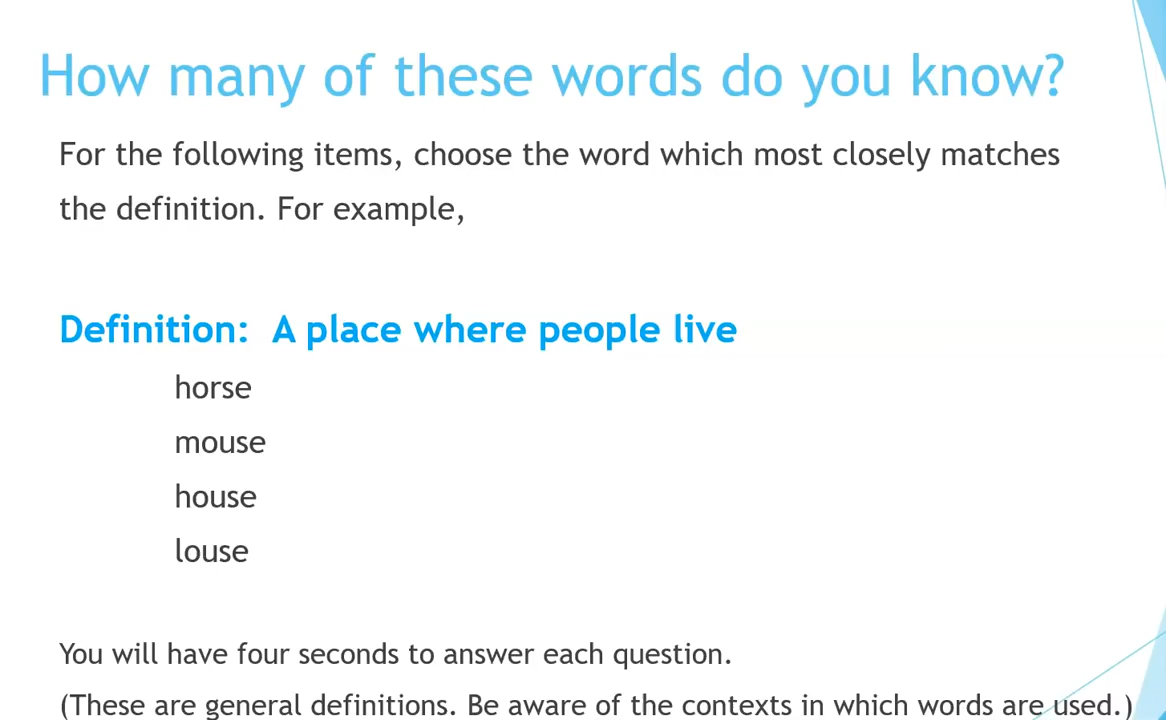 How many of these words do you know?
For the following items, choose the word which most closely matches
the definition. For example,
Definition: A place where people live
horse
mouse
house
louse
You will have four seconds to answer each question.
(These are general definitions. Be aware of the contexts in which words are used.)